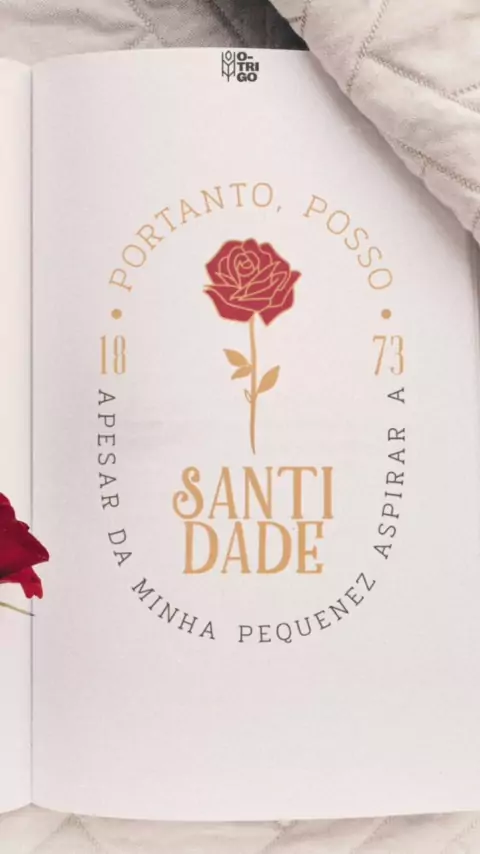 O-
TRI
GO
PORTANTO, POSSO
18 73
APESAR DA MINHA PEQUENEZ ASPIRAR A
SANTI
DADE